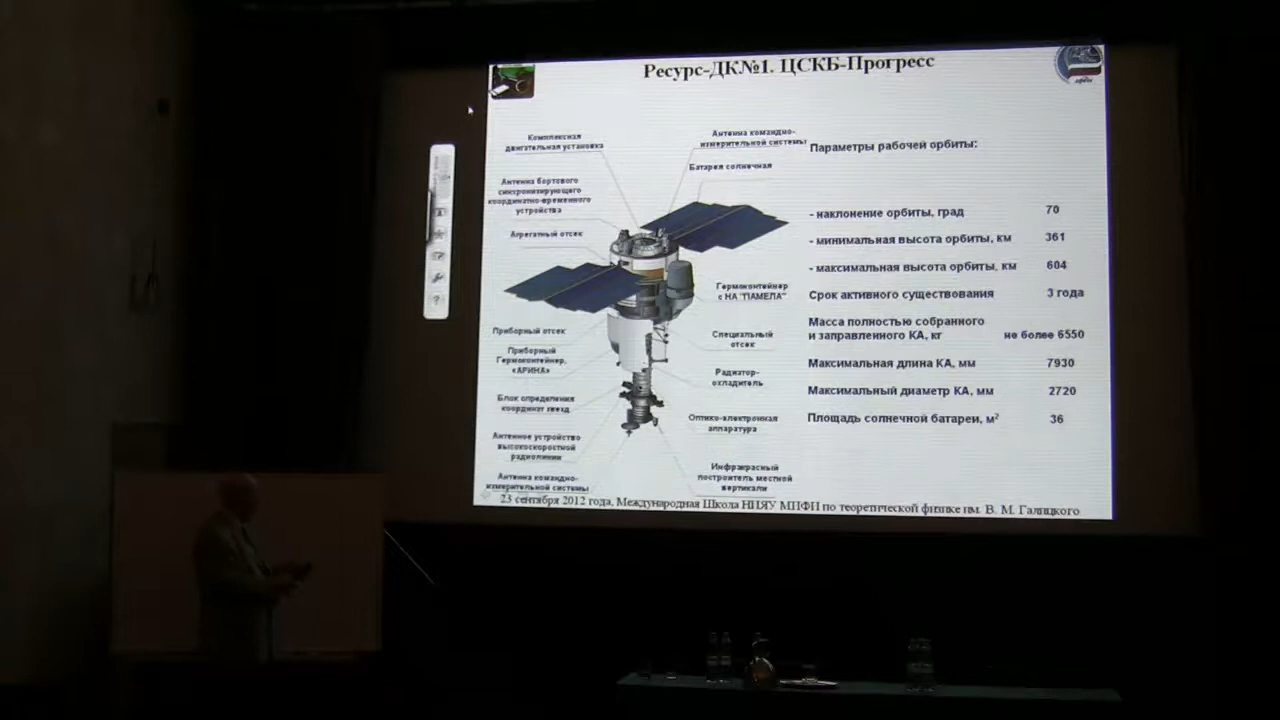 Ресурс-ДК№1. ЦСКБ-Прогресс
Комплексная
двигательная установка
Антенна бортового
синхронизирующего
координатно-временного
устройства
Агрегатный отсек
Приборный отсек
Приборный
Гермоконтейнер,
«АРИНА»
Блок определения
координат звезд
Антенное устройство
высокоскоростной
радиолинии
Антенна командно-
измерительной системы
Антенна командно-
измерительной системы
Батарея солнечная
Гермоконтейнер
с НА "ПАМЕЛА"
Специальный
отсек
Радиатор-
охладитель
Оптико-электронная
аппаратура
Инфракрасный
построитель местной
вертикали
Параметры рабочей орбиты:
- наклонение орбиты, град 70
- минимальная высота орбиты, км 361
- максимальная высота орбиты, км 604
Срок активного существования 3 года
Масса полностью собранного
и заправленного КА, кг не более 6550
Максимальная длина КА, мм 7930
Максимальный диаметр КА, мм 2720
Площадь солнечной батареи, м² 36
23 сентября 2012 года, Международная Школа НИЯУ МИФИ по теоретической физике им. В. М. Галицкого